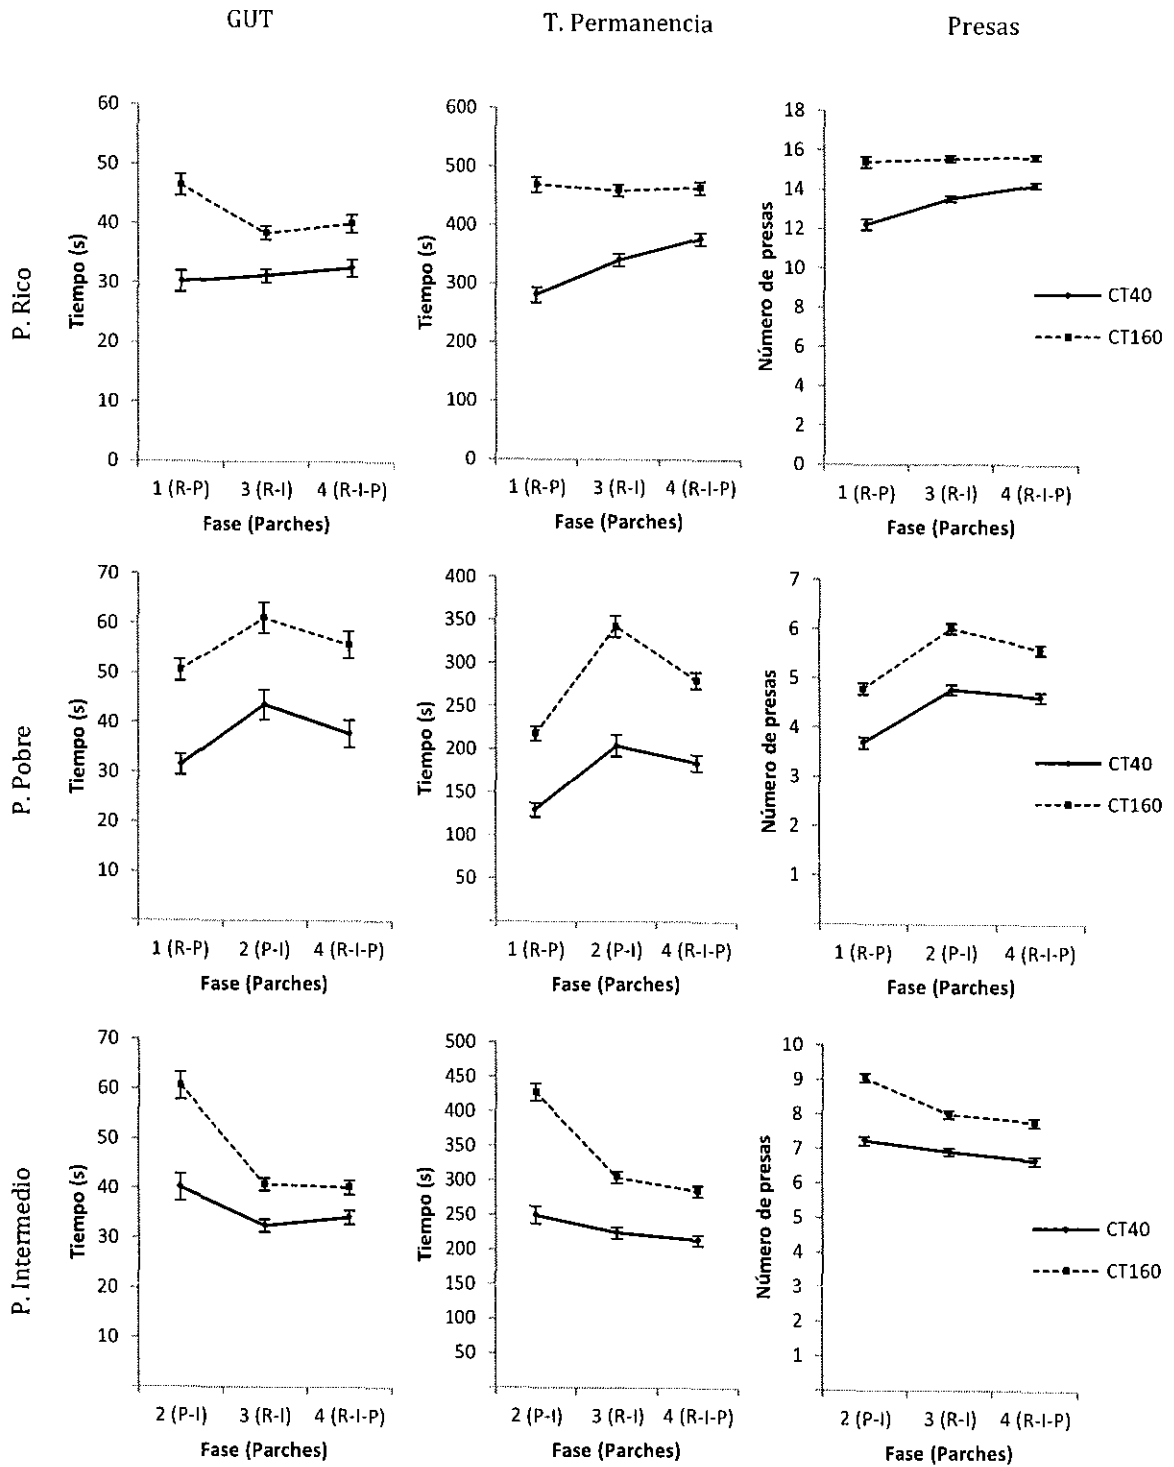 GUT
T. Permanencia
Presas
P. Rico
Tiempo (s)
60
50
40
30
20
10
0
1 (R-P) 3 (R-I) 4 (R-I-P)
Fase (Parches)
Tiempo (s)
600
500
400
300
200
100
0
1 (R-P) 3 (R-I) 4 (R-I-P)
Fase (Parches)
Número de presas
18
16
14
12
10
8
6
4
2
0
1 (R-P) 3 (R-I) 4 (R-I-P)
Fase (Parches)
CT40
CT160
P. Pobre
Tiempo (s)
70
60
50
40
30
20
10
1 (R-P) 2 (P-I) 4 (R-I-P)
Fase (Parches)
Tiempo (s)
400
350
300
250
200
150
100
50
1 (R-P) 2 (P-I) 4 (R-I-P)
Fase (Parches)
Número de presas
7
6
5
4
3
2
1
1 (R-P) 2 (P-I) 4 (R-I-P)
Fase (Parches)
CT40
CT160
P. Intermedio
Tiempo (s)
70
60
50
40
30
20
10
2 (P-I) 3 (R-I) 4 (R-I-P)
Fase (Parches)
Tiempo (s)
500
450
400
350
300
250
200
150
100
50
2 (P-I) 3 (R-I) 4 (R-I-P)
Fase (Parches)
Número de presas
10
9
8
7
6
5
4
3
2
1
2 (P-I) 3 (R-I) 4 (R-I-P)
Fase (Parches)
CT40
CT160